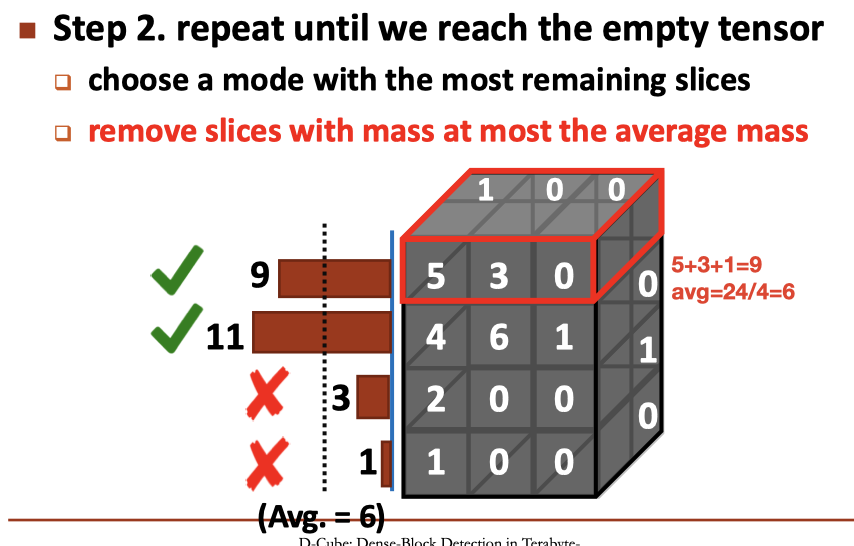 Step 2. repeat until we reach the empty tensor
choose a mode with the most remaining slices
remove slices with mass at most the average mass
1 0 0
9 5 3 0 0
5+3+1=9
avg=24/4=6
11 4 6 1 1
3 2 0 0 0
1 1 0 0
(Avg. = 6)
D-Cube: Dense-Block Detection in Terabyte-